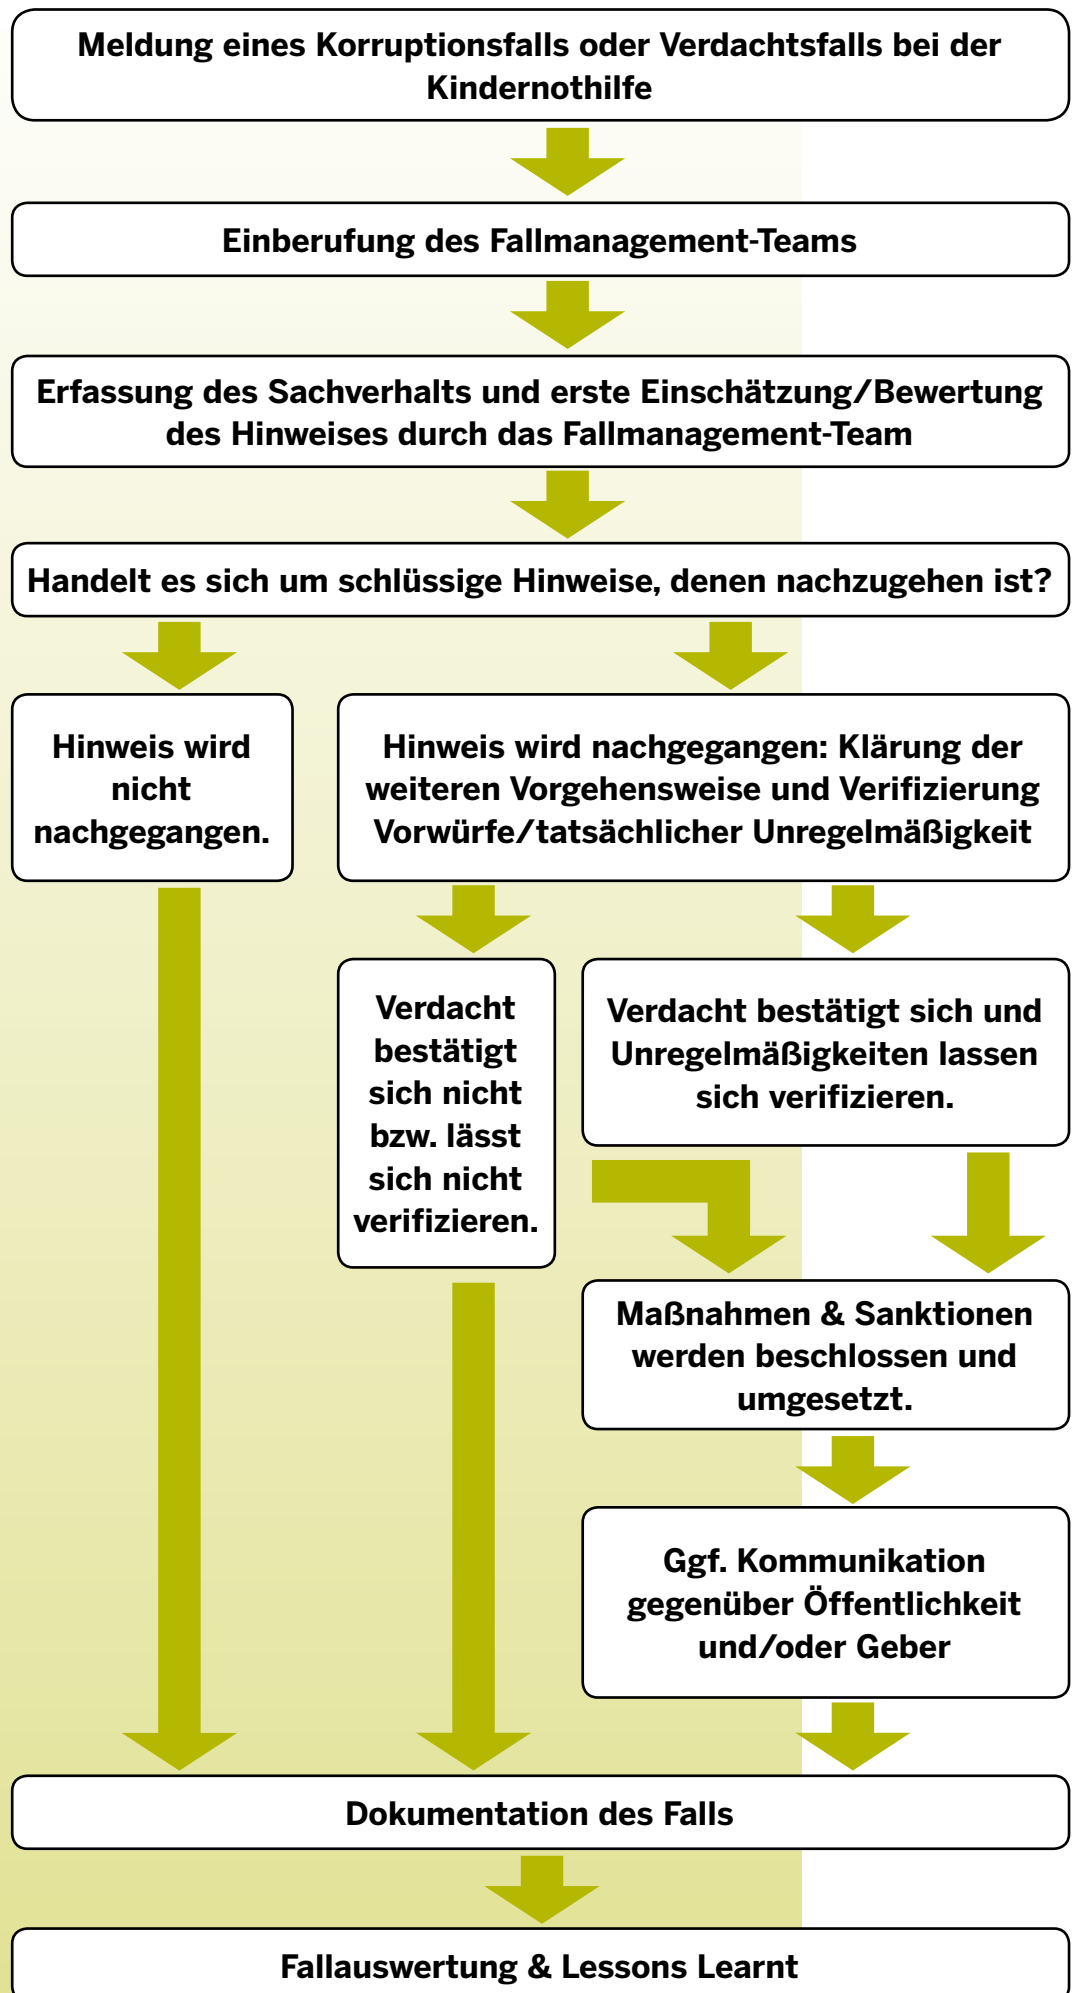 Meldung eines Korruptionsfalls oder Verdachtsfalls bei der
Kindernothilfe
Einberufung des Fallmanagement-Teams
Erfassung des Sachverhalts und erste Einschätzung/Bewertung
des Hinweises durch das Fallmanagement-Team
Handelt es sich um schlüssige Hinweise, denen nachzugehen ist?
Hinweis wird
nicht
nachgegangen.
Hinweis wird nachgegangen: Klärung der
weiteren Vorgehensweise und Verifizierung
Vorwürfe/tatsächlicher Unregelmäßigkeit
Verdacht
bestätigt
sich nicht
bzw. lässt
sich nicht
verifizieren.
Verdacht bestätigt sich und
Unregelmäßigkeiten lassen
sich verifizieren.
Maßnahmen & Sanktionen
werden beschlossen und
umgesetzt.
Ggf. Kommunikation
gegenüber Öffentlichkeit
und/oder Geber
Dokumentation des Falls
Fallauswertung & Lessons Learnt